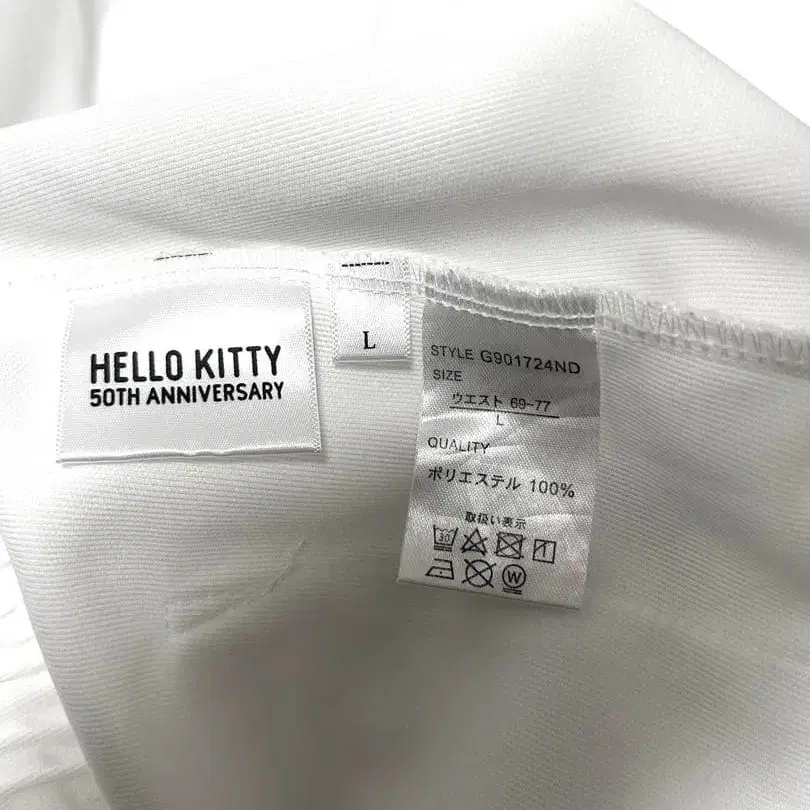 HELLO KITTY
50TH ANNIVERSARY
L
STYLE G901724ND
SIZE
ウエスト 69-77
L
QUALITY
ポリエステル 100%
取扱い表示
30
W